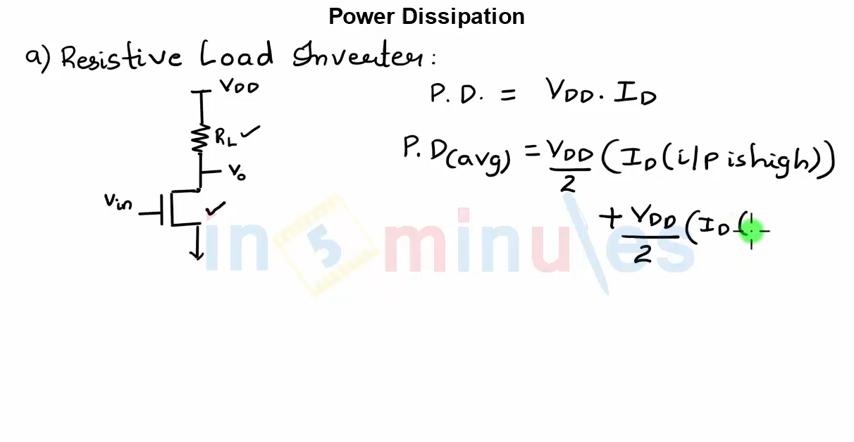 Power Dissipation
a) Resistive Load Inverter:
VDD
RL ✓
Vo
Vin
✓
P.D. = VDD . ID
P.D(avg) = VDD/2 (ID (i/p is high))
+ VDD/2 (ID (
in 5 minutes